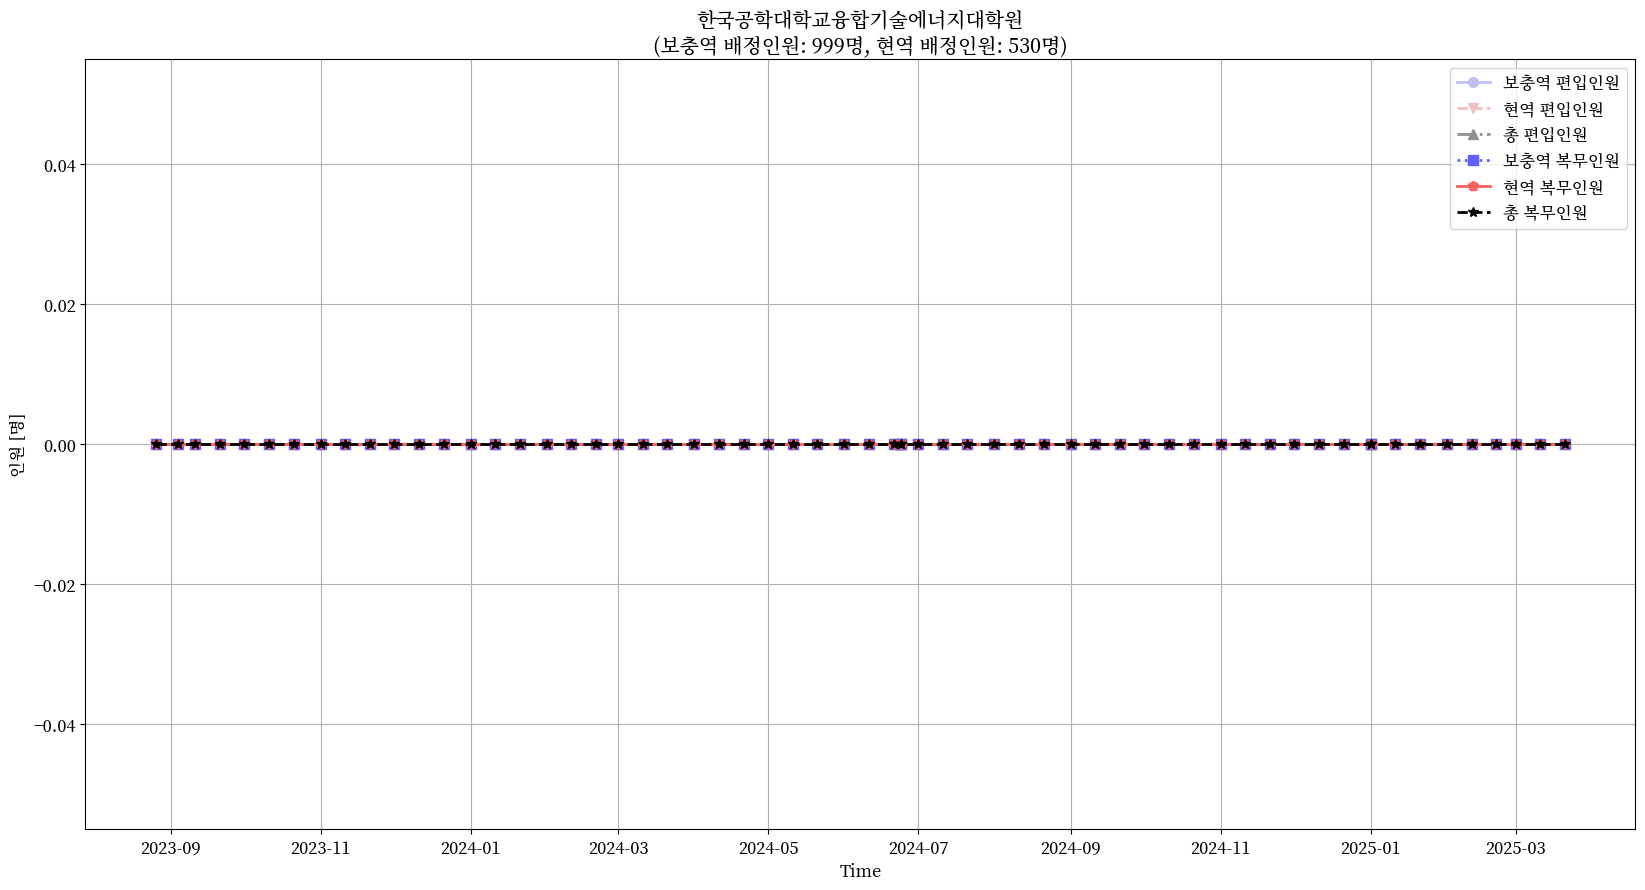 한국공학대학교융합기술에너지대학원
(보충역 배정인원: 999명, 현역 배정인원: 530명)
보충역 편입인원
현역 편입인원
총 편입인원
보충역 복무인원
현역 복무인원
총 복무인원
인원 [명]
0.04
0.02
0.00
−0.02
−0.04
2023-09
2023-11
2024-01
2024-03
2024-05
2024-07
2024-09
2024-11
2025-01
2025-03
Time